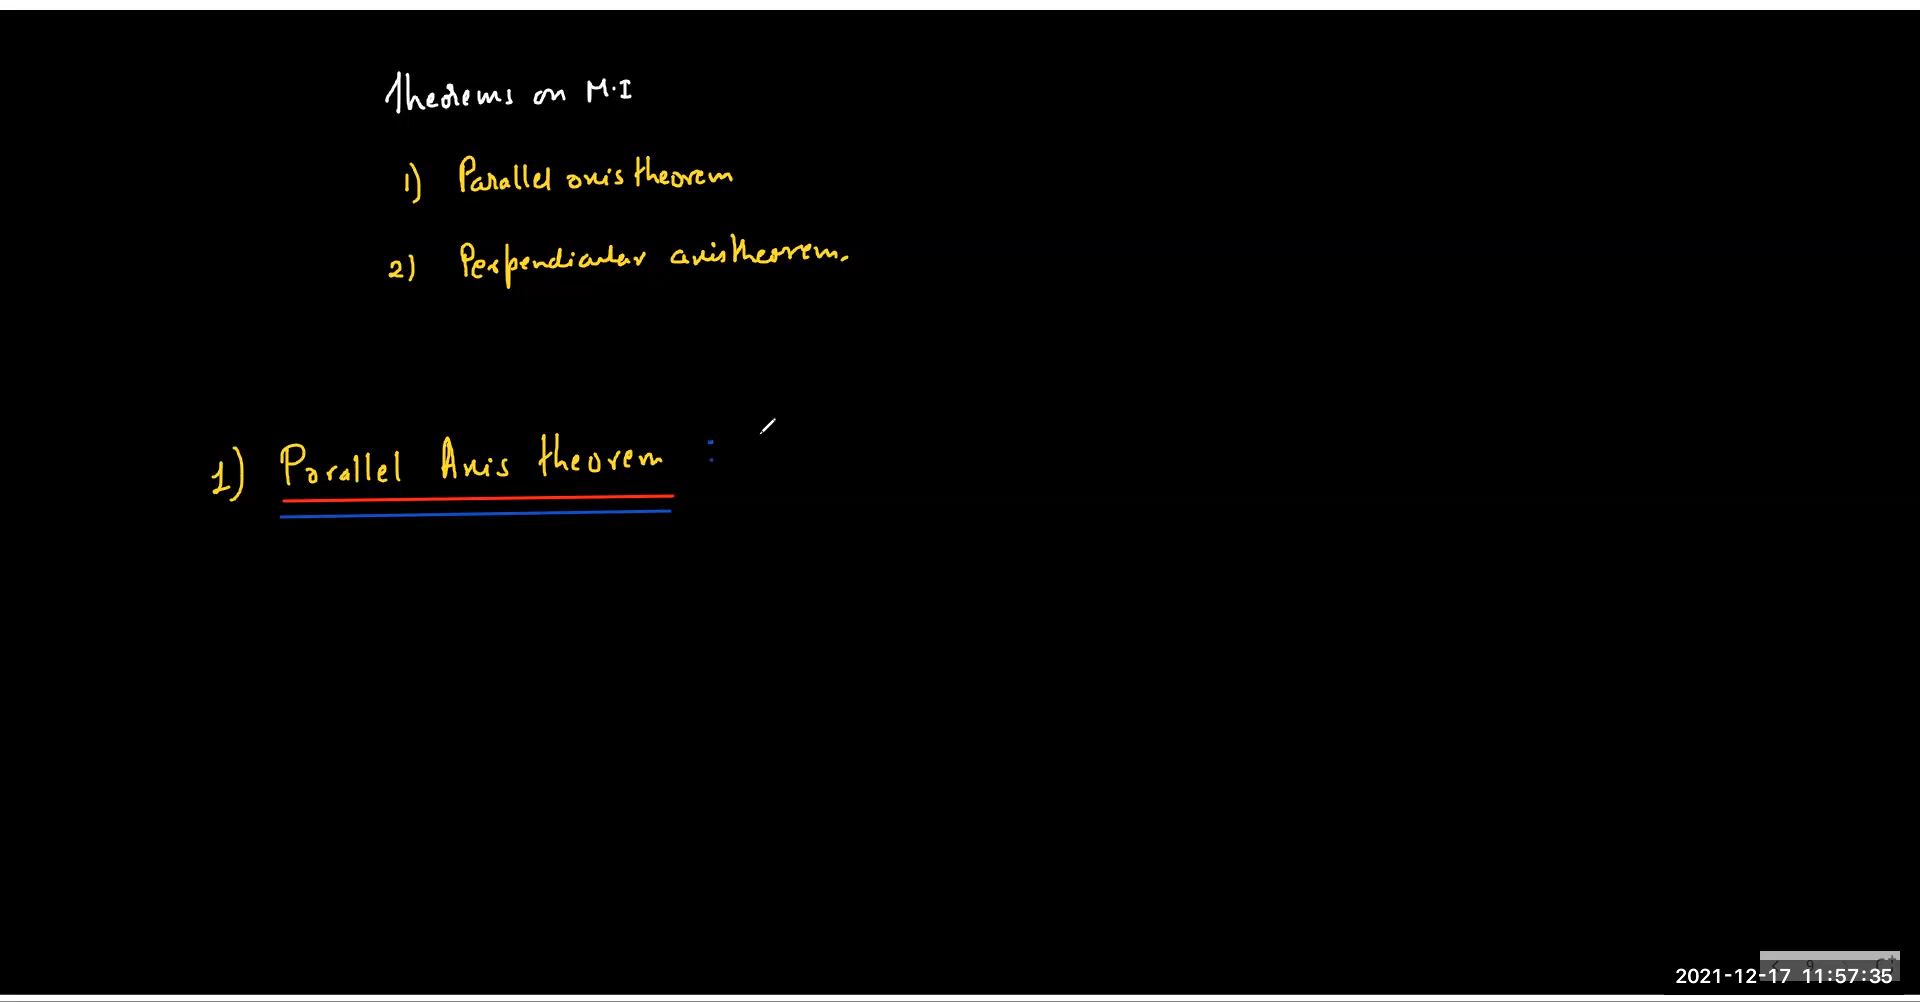 Theorems on M.I
1) Parallel axis theorem
2) Perpendicular axis theorem.
1) Parallel Axis theorem :
2021-12-17 11:57:35